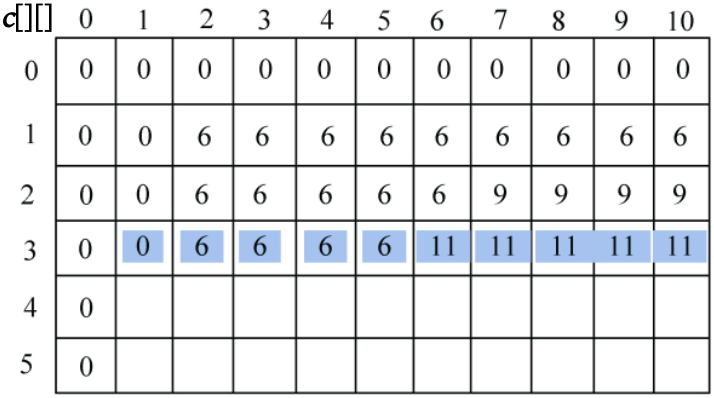 c[][] 0 1 2 3 4 5 6 7 8 9 10
0 0 0 0 0 0 0 0 0 0 0 0
1 0 0 6 6 6 6 6 6 6 6 6
2 0 0 6 6 6 6 6 9 9 9 9
3 0 0 6 6 6 6 11 11 11 11 11
4 0
5 0